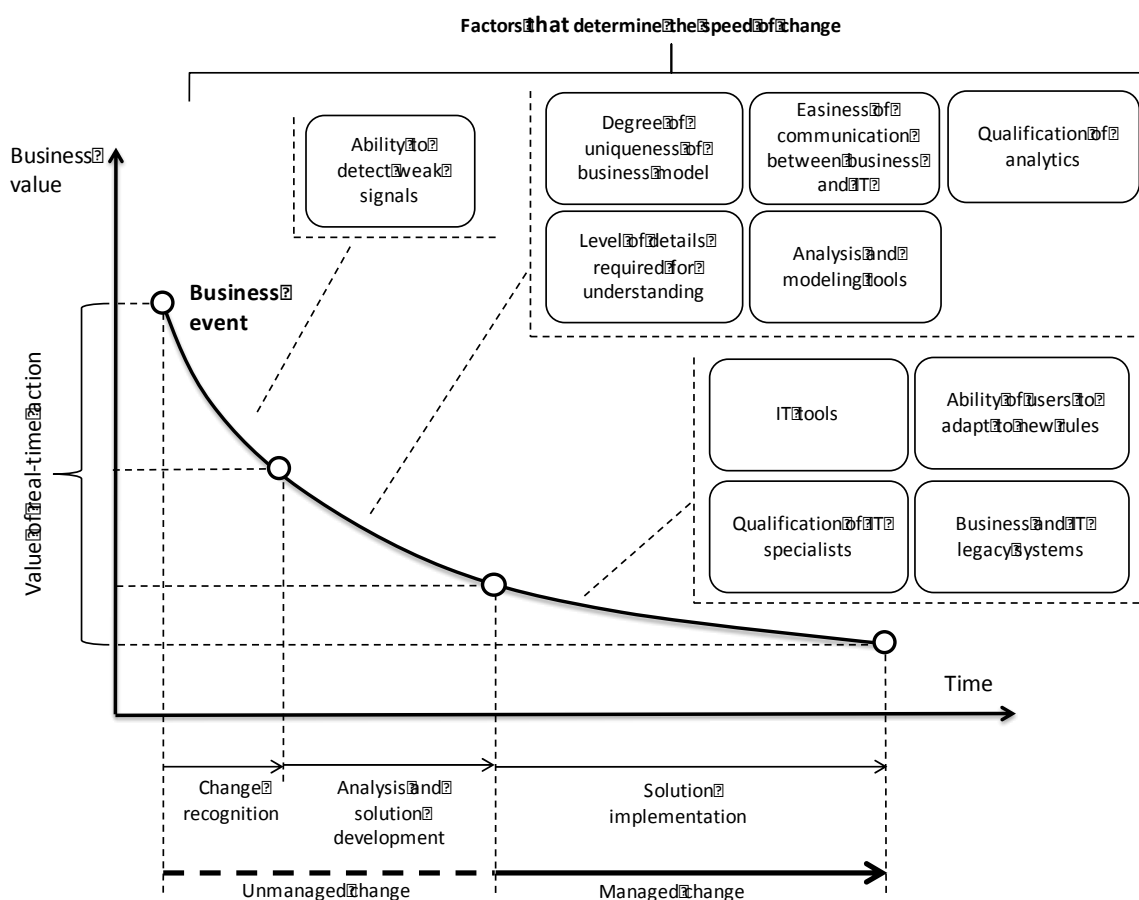 Factors that determine the speed of change
Ability to
detect weak
signals
Degree of
uniqueness of
business model
Easiness of
communication
between business
and IT
Qualification of
analytics
Level of details
required for
understanding
Analysis and
modeling tools
Business
value
Business
event
Value of real-time action
IT tools
Ability of users to
adapt to new rules
Qualification of IT
specialists
Business and IT
legacy systems
Time
Change
recognition
Analysis and
solution
development
Solution
implementation
Unmanaged change
Managed change